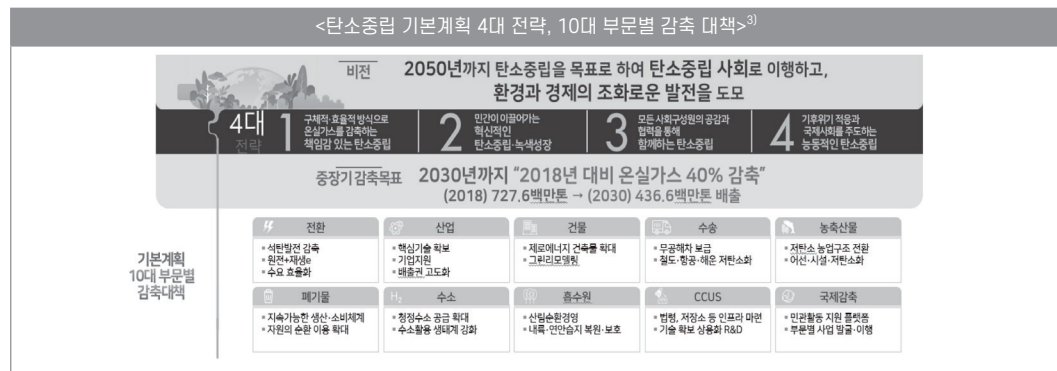 <탄소중립 기본계획 4대 전략, 10대 부문별 감축 대책>3)
비전
2050년까지 탄소중립을 목표로 하여 탄소중립 사회로 이행하고,
환경과 경제의 조화로운 발전을 도모
4대
전략
1 구체적·효율적 방식으로
온실가스를 감축하는
책임감 있는 탄소중립
2 민간이 이끌어가는
혁신적인
탄소중립·녹색성장
3 모든 사회구성원의 공감과
협력을 통해
함께하는 탄소중립
4 기후위기 적응과
국제사회를 주도하는
능동적인 탄소중립
중장기 감축목표 2030년까지 "2018년 대비 온실가스 40% 감축"
(2018) 727.6백만톤 → (2030) 436.6백만톤 배출
기본계획
10대 부문별
감축대책
전환
▪ 석탄발전 감축
▪ 원전+재생e
▪ 수요 효율화
산업
▪ 핵심기술 확보
▪ 기업지원
▪ 배출권 고도화
건물
▪ 제로에너지 건축물 확대
▪ 그린리모델링
수송
▪ 무공해차 보급
▪ 철도·항공·해운 저탄소화
농축산물
▪ 저탄소 농업구조 전환
▪ 어선·시설·저탄소화
폐기물
▪ 지속가능한 생산·소비체계
▪ 자원의 순환 이용 확대
H₂ 수소
▪ 청정수소 공급 확대
▪ 수소활용 생태계 강화
흡수원
▪ 산림순환경영
▪ 내륙·연안습지 복원·보호
CCUS
▪ 법령, 저장소 등 인프라 마련
▪ 기술 확보 상용화 R&D
국제감축
▪ 민관활동 지원 플랫폼
▪ 부문별 사업 발굴·이행